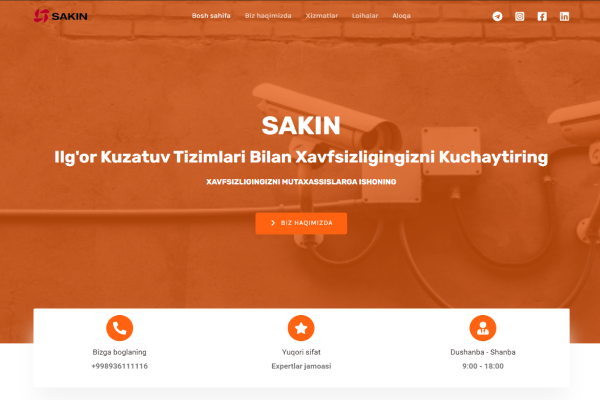 SAKIN
Bosh sahifa
Biz haqimizda
Xizmatlar
Loihalar
Aloqa
SAKIN
Ilg'or Kuzatuv Tizimlari Bilan Xavfsizligingizni Kuchaytiring
XAVFSIZLIGINGIZNI MUTAXASSISLARGA ISHONING
BIZ HAQIMIZDA
Bizga boglaning
+998936111116
Yuqori sifat
Expertlar jamoasi
Dushanba - Shanba
9:00 - 18:00